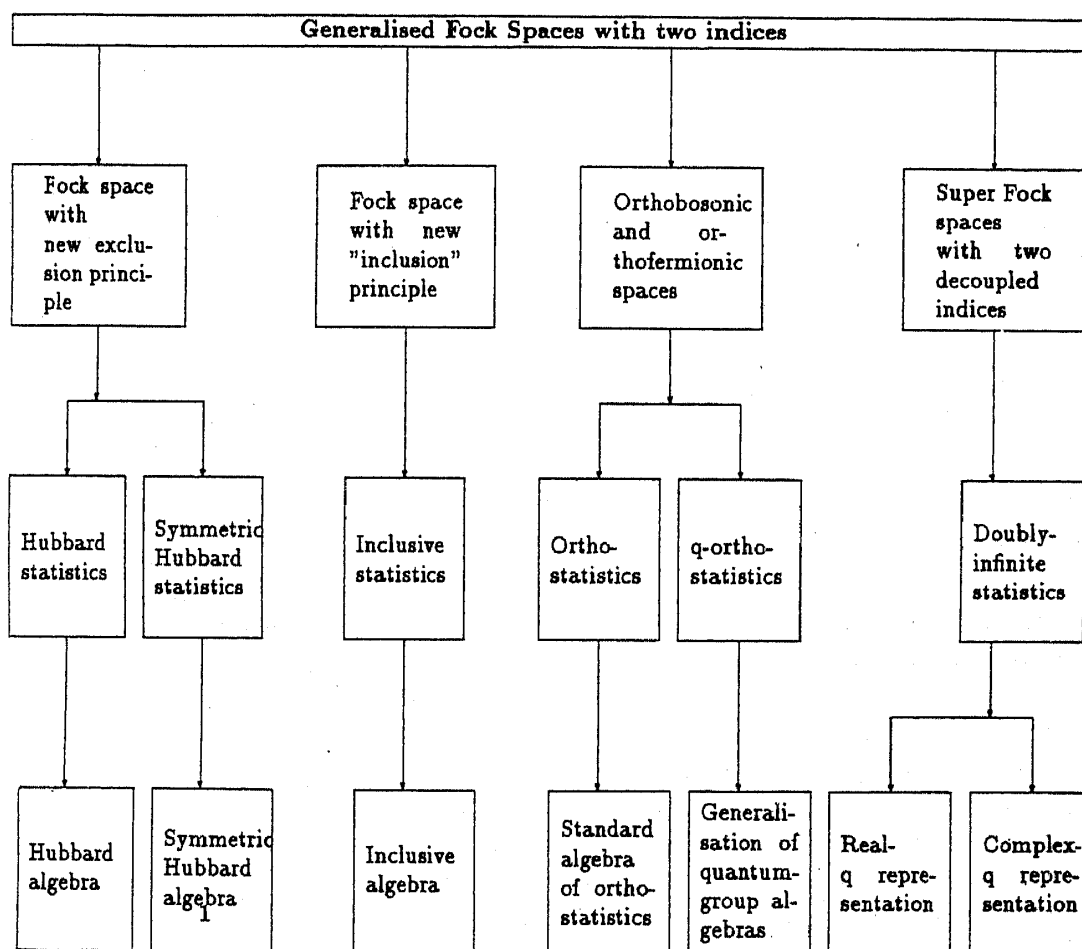 Generalised Fock Spaces with two indices
Fock space
with
new exclu-
sion princi-
ple
Fock space
with new
"inclusion"
principle
Orthobosonic
and or-
thofermionic
spaces
Super Fock
spaces
with two
decoupled
indices
Hubbard
statistics
Symmetric
Hubbard
statistics
Inclusive
statistics
Ortho-
statistics
q-ortho-
statistics
Doubly-
infinite
statistics
Hubbard
algebra
Symmetric
Hubbard
algebra
1
Inclusive
algebra
Standard
algebra
of ortho-
statistics
Generali-
sation of
quantum-
group al-
gebras
Real-
q repre-
sentation
Complex-
q repre-
sentation